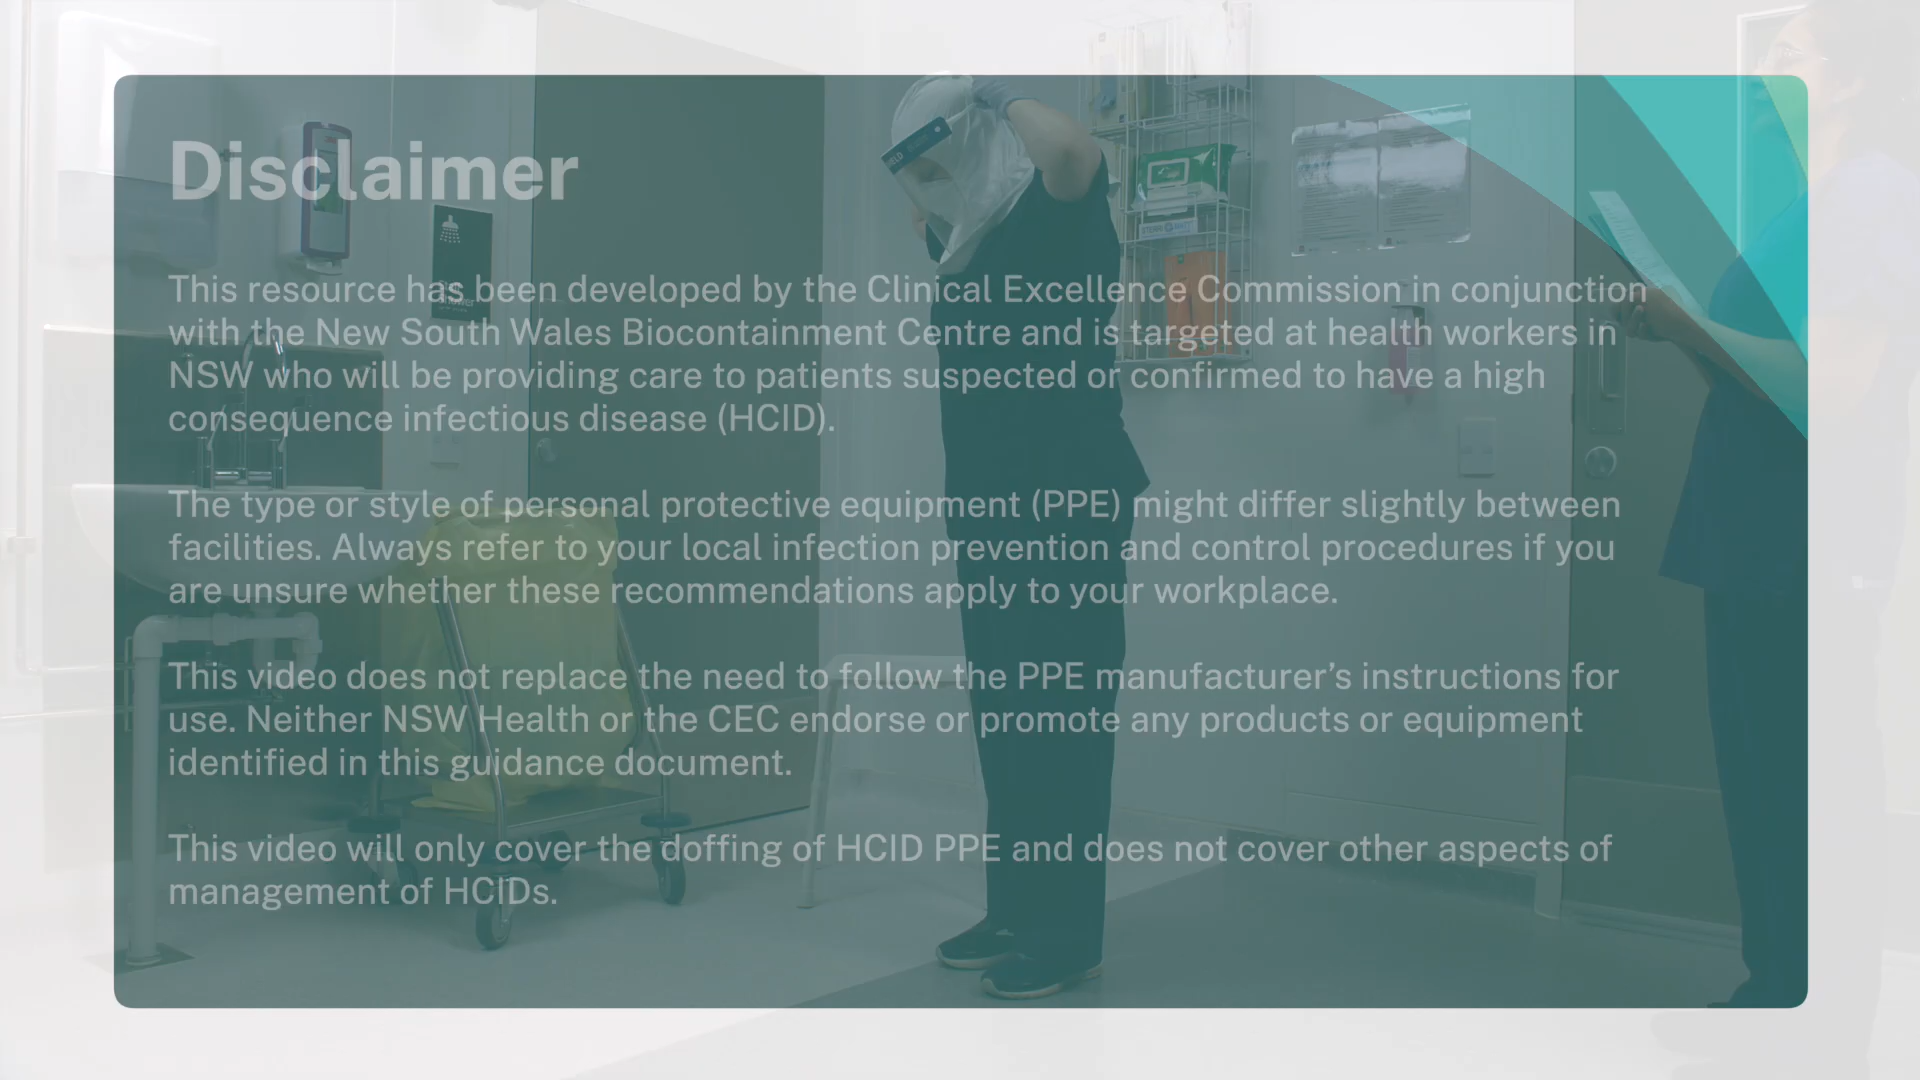 Disclaimer
This resource has been developed by the Clinical Excellence Commission in conjunction
with the New South Wales Biocontainment Centre and is targeted at health workers in
NSW who will be providing care to patients suspected or confirmed to have a high
consequence infectious disease (HCID).
The type or style of personal protective equipment (PPE) might differ slightly between
facilities. Always refer to your local infection prevention and control procedures if you
are unsure whether these recommendations apply to your workplace.
This video does not replace the need to follow the PPE manufacturer’s instructions for
use. Neither NSW Health or the CEC endorse or promote any products or equipment
identified in this guidance document.
This video will only cover the doffing of HCID PPE and does not cover other aspects of
management of HCIDs.